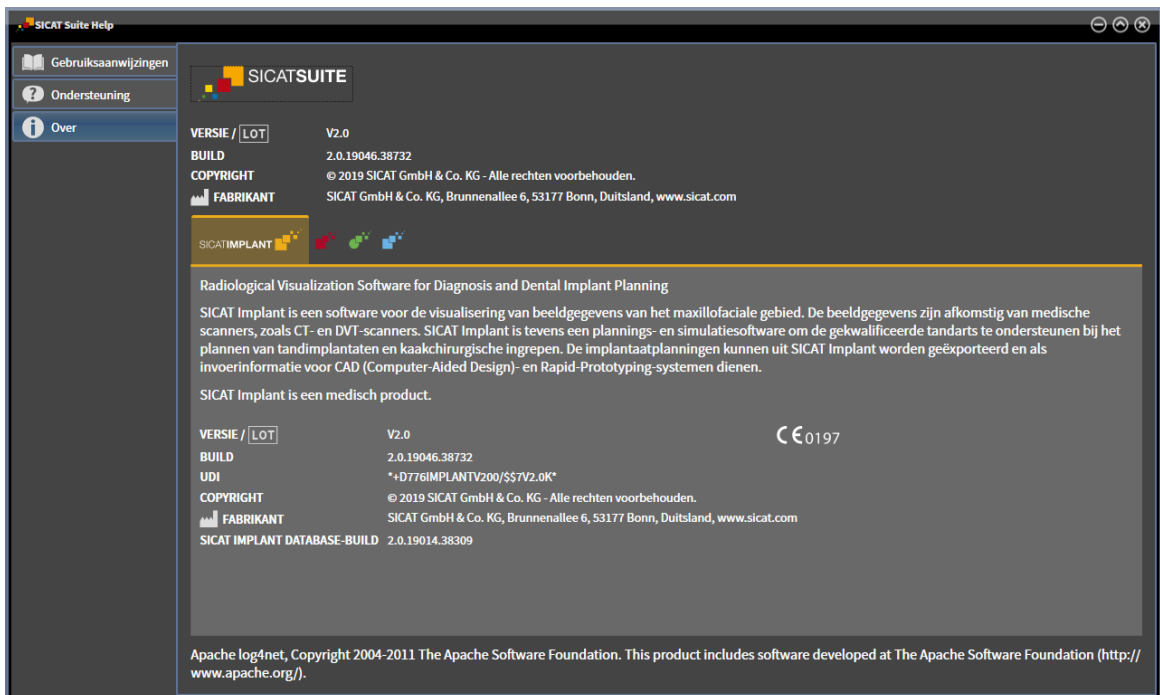 SICAT Suite Help
Gebruiksaanwijzingen
Ondersteuning
Over
SICATSUITE
VERSIE / LOT V2.0
BUILD 2.0.19046.38732
COPYRIGHT © 2019 SICAT GmbH & Co. KG - Alle rechten voorbehouden.
FABRIKANT SICAT GmbH & Co. KG, Brunnenallee 6, 53177 Bonn, Duitsland, www.sicat.com
SICATIMPLANT
Radiological Visualization Software for Diagnosis and Dental Implant Planning
SICAT Implant is een software voor de visualisering van beeldgegevens van het maxillofaciale gebied. De beeldgegevens zijn afkomstig van medische
scanners, zoals CT- en DVT-scanners. SICAT Implant is tevens een plannings- en simulatiesoftware om de gekwalificeerde tandarts te ondersteunen bij het
plannen van tandimplantaten en kaakchirurgische ingrepen. De implantaatplanningen kunnen uit SICAT Implant worden geëxporteerd en als
invoerinformatie voor CAD (Computer-Aided Design)- en Rapid-Prototyping-systemen dienen.
SICAT Implant is een medisch product.
VERSIE / LOT V2.0 CE0197
BUILD 2.0.19046.38732
UDI *+D776IMPLANTV200/$$7V2.0K*
COPYRIGHT © 2019 SICAT GmbH & Co. KG - Alle rechten voorbehouden.
FABRIKANT SICAT GmbH & Co. KG, Brunnenallee 6, 53177 Bonn, Duitsland, www.sicat.com
SICAT IMPLANT DATABASE-BUILD 2.0.19014.38309
Apache log4net, Copyright 2004-2011 The Apache Software Foundation. This product includes software developed at The Apache Software Foundation (http://
www.apache.org/).